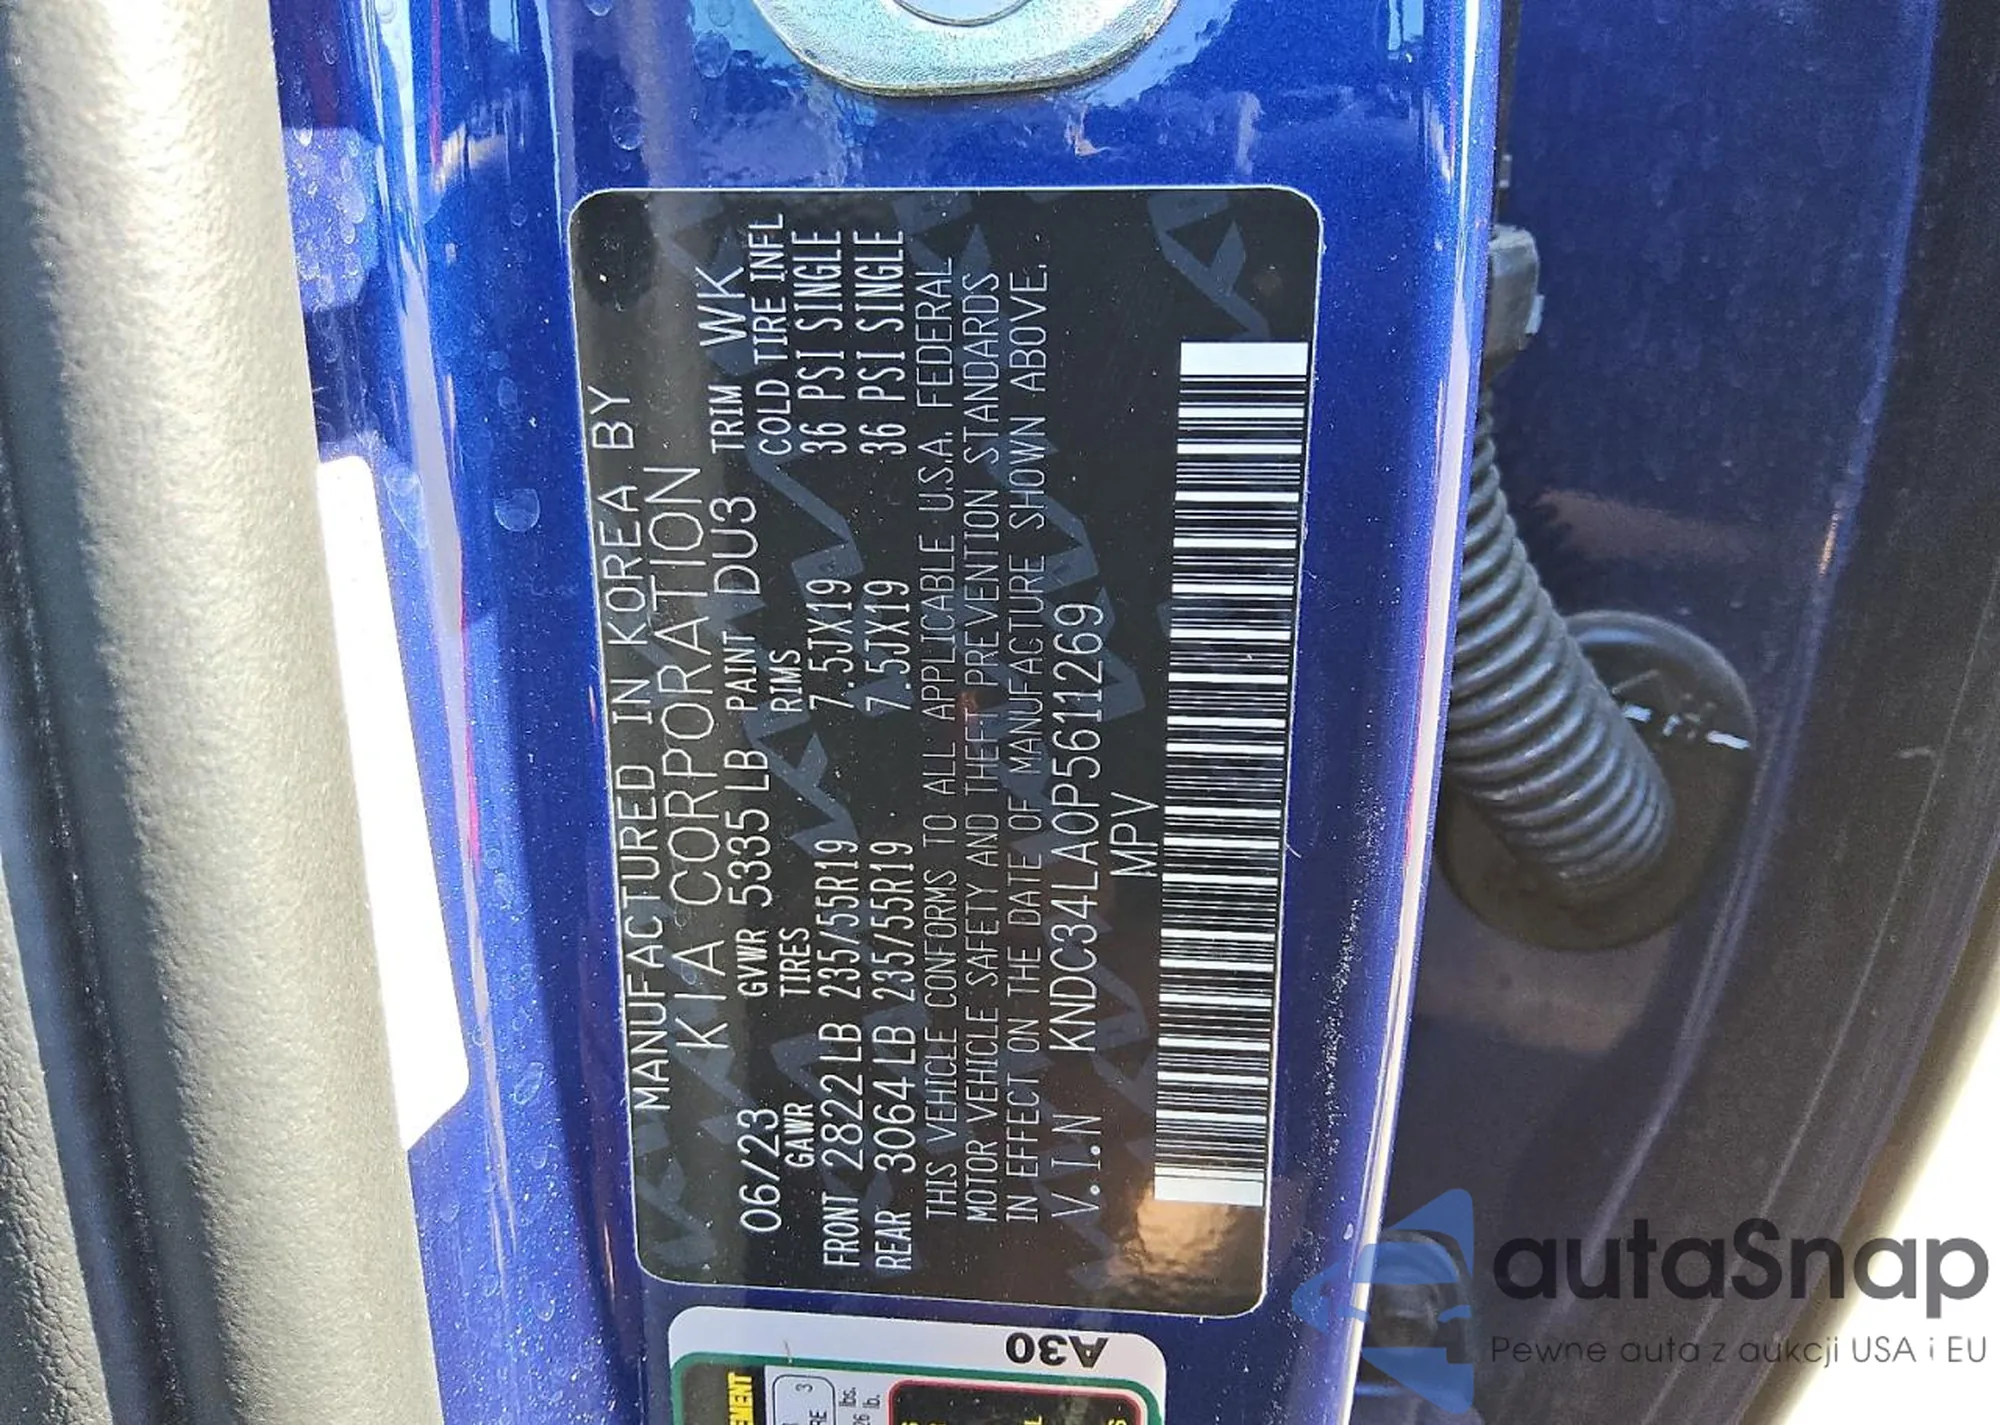 MANUFACTURED IN KOREA BY
KIA CORPORATION
06/23 GVWR 5335 LB PAINT DU3 TRIM WK
GAWR TIRES RIMS COLD TIRE INFL
FRONT 2822 LB 235/55R19 7.5JX19 36 PSI SINGLE
REAR 3064 LB 235/55R19 7.5JX19 36 PSI SINGLE
THIS VEHICLE CONFORMS TO ALL APPLICABLE U.S.A. FEDERAL
MOTOR VEHICLE SAFETY AND THEFT PREVENTION STANDARDS
IN EFFECT ON THE DATE OF MANUFACTURE SHOWN ABOVE.
V.I.N KNDC34LA0P5611269
MPV
A30
autaSnap
Pewne auta z aukcji USA i EU